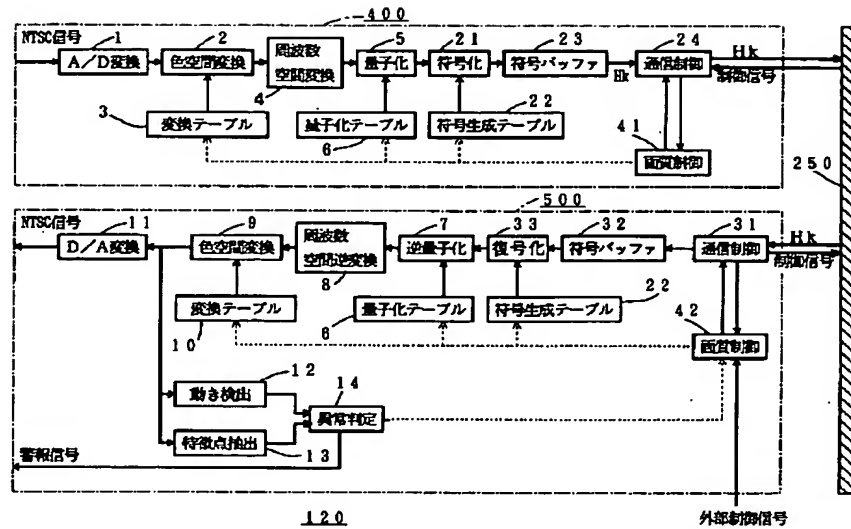 400
NTSC信号
1
2
5
21
23
24
A/D変換
色空間変換
周波数
空間変換
4
量子化
符号化
符号バッファ
Hk
通信制御
Hk
制御信号
3
変換テーブル
量子化テーブル
6
22
符号生成テーブル
41
画質制御
250
500
NTSC信号
11
9
7
33
32
31
D/A変換
色空間変換
周波数
空間逆変換
8
逆量子化
復号化
符号バッファ
通信制御
Hk
制御信号
変換テーブル
10
量子化テーブル
6
符号生成テーブル
22
42
画質制御
12
動き検出
14
異常判定
特徴点抽出
13
警報信号
120
外部制御信号